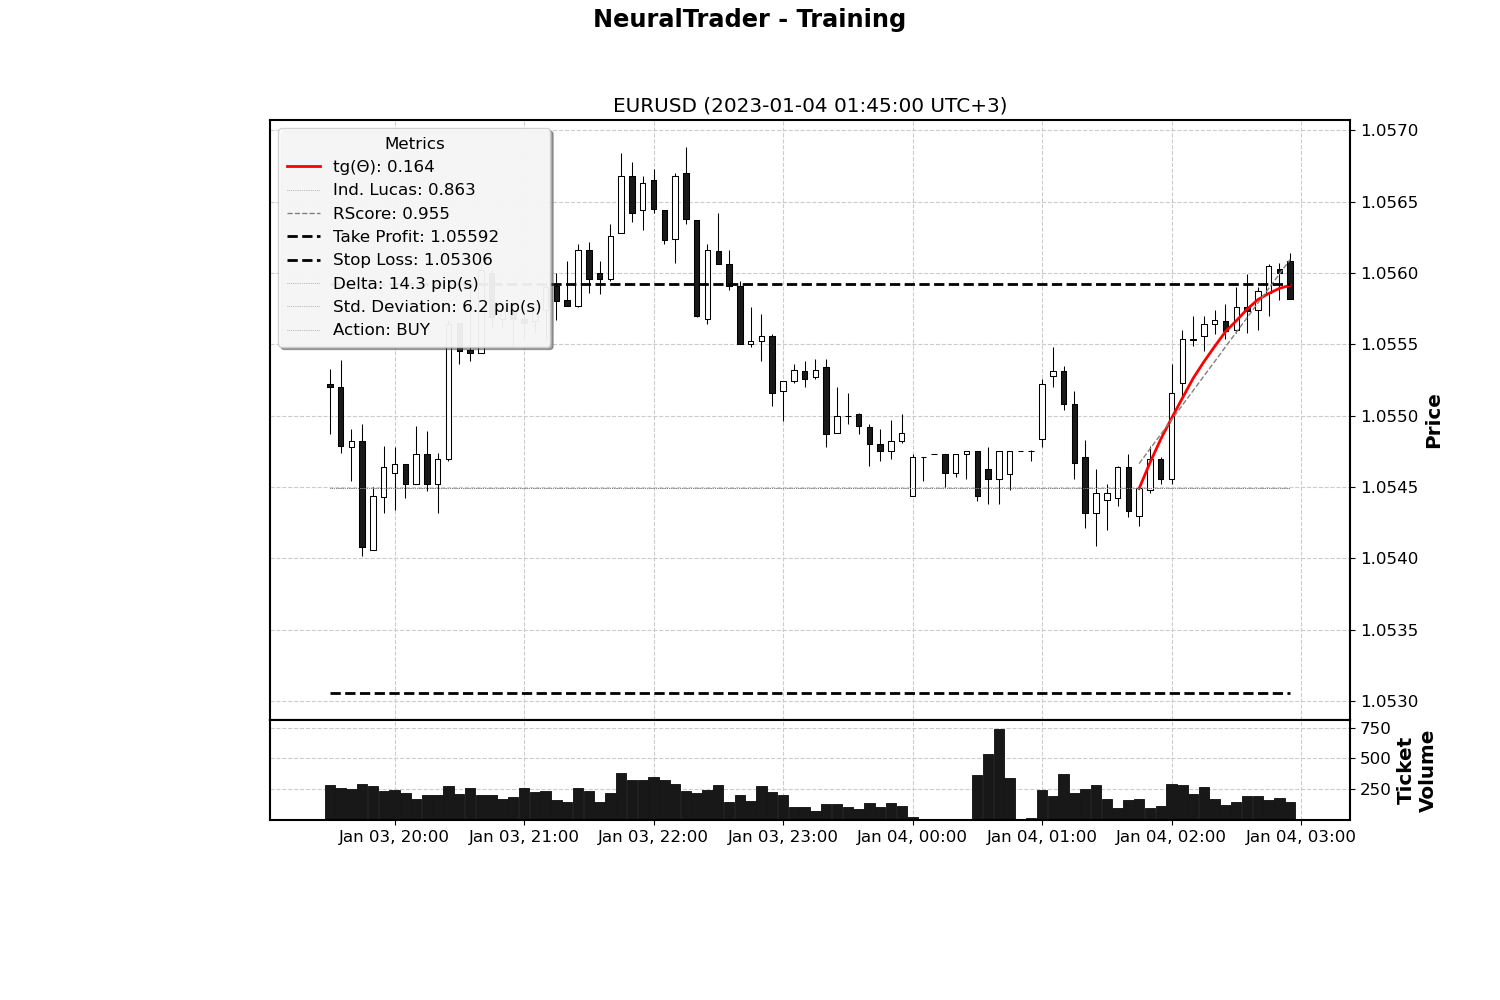 NeuralTrader - Training
EURUSD (2023-01-04 01:45:00 UTC+3)
Metrics
tg(Θ): 0.164
Ind. Lucas: 0.863
RScore: 0.955
Take Profit: 1.05592
Stop Loss: 1.05306
Delta: 14.3 pip(s)
Std. Deviation: 6.2 pip(s)
Action: BUY
1.0570
1.0565
1.0560
1.0555
1.0550
1.0545
1.0540
1.0535
1.0530
Price
750
500
250
Ticket
Volume
Jan 03, 20:00
Jan 03, 21:00
Jan 03, 22:00
Jan 03, 23:00
Jan 04, 00:00
Jan 04, 01:00
Jan 04, 02:00
Jan 04, 03:00